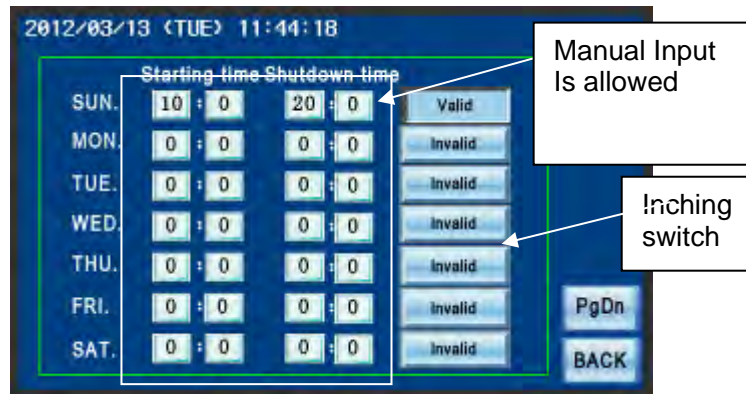 2012/03/13 (TUE) 11:44:18
Manual Input
Is allowed
Starting time Shutdown time
SUN. 10 : 0 20 : 0 Valid
MON. 0 : 0 0 : 0 Invalid
TUE. 0 : 0 0 : 0 Invalid
WED. 0 : 0 0 : 0 Invalid
Inching
switch
THU. 0 : 0 0 : 0 Invalid
FRI. 0 : 0 0 : 0 Invalid PgDn
SAT. 0 : 0 0 : 0 Invalid BACK